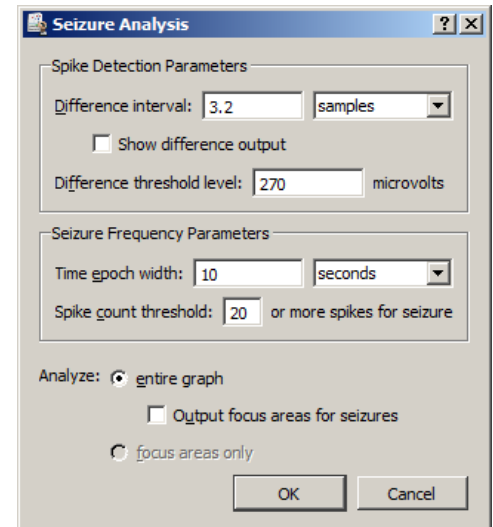 Seizure Analysis
Spike Detection Parameters
Difference interval: 3.2 samples
Show difference output
Difference threshold level: 270 microvolts
Seizure Frequency Parameters
Time epoch width: 10 seconds
Spike count threshold: 20 or more spikes for seizure
Analyze: entire graph
Output focus areas for seizures
focus areas only
OK Cancel